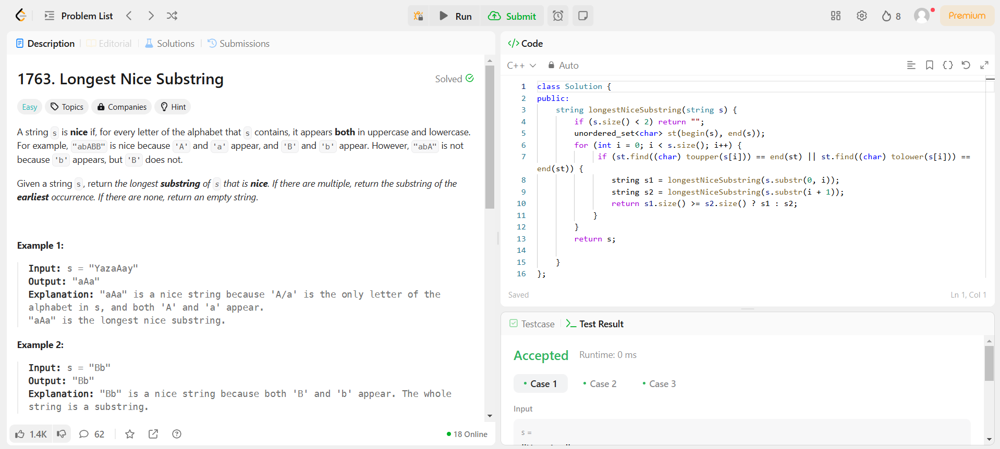 Problem List
Run
Submit
8
Premium
Description
Editorial
Solutions
Submissions
1763. Longest Nice Substring
Solved
Easy
Topics
Companies
Hint
A string s is nice if, for every letter of the alphabet that s contains, it appears both in uppercase and lowercase.
For example, "abABB" is nice because 'A' and 'a' appear, and 'B' and 'b' appear. However, "abA" is not
because 'b' appears, but 'B' does not.
Given a string s, return the longest substring of s that is nice. If there are multiple, return the substring of the
earliest occurrence. If there are none, return an empty string.
Example 1:
Input: s = "YazaAay"
Output: "aAa"
Explanation: "aAa" is a nice string because 'A/a' is the only letter of the
alphabet in s, and both 'A' and 'a' appear.
"aAa" is the longest nice substring.
Example 2:
Input: s = "Bb"
Output: "Bb"
Explanation: "Bb" is a nice string because both 'B' and 'b' appear. The whole
string is a substring.
1.4K
62
18 Online
</> Code
C++
Auto
1 class Solution {
2 public:
3 string longestNiceSubstring(string s) {
4 if (s.size() < 2) return "";
5 unordered_set<char> st(begin(s), end(s));
6 for (int i = 0; i < s.size(); i++) {
7 if (st.find((char) toupper(s[i])) == end(st) || st.find((char) tolower(s[i])) ==
end(st)) {
8 string s1 = longestNiceSubstring(s.substr(0, i));
9 string s2 = longestNiceSubstring(s.substr(i + 1));
10 return s1.size() >= s2.size() ? s1 : s2;
11 }
12 }
13 return s;
14
15 }
16 };
Saved
Ln 1, Col 1
Testcase
Test Result
Accepted
Runtime: 0 ms
Case 1
Case 2
Case 3
Input
s =